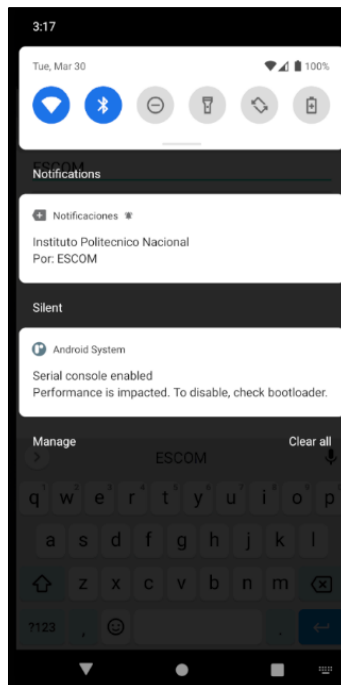 3:17
Tue, Mar 30
100%
ESCOM
Notifications
Notificaciones
Instituto Politecnico Nacional
Por: ESCOM
Silent
Android System
Serial console enabled
Performance is impacted. To disable, check bootloader.
Manage
Clear all
ESCOM
q w e r t y u i o p
a s d f g h j k l
z x c v b n m
?123 , .